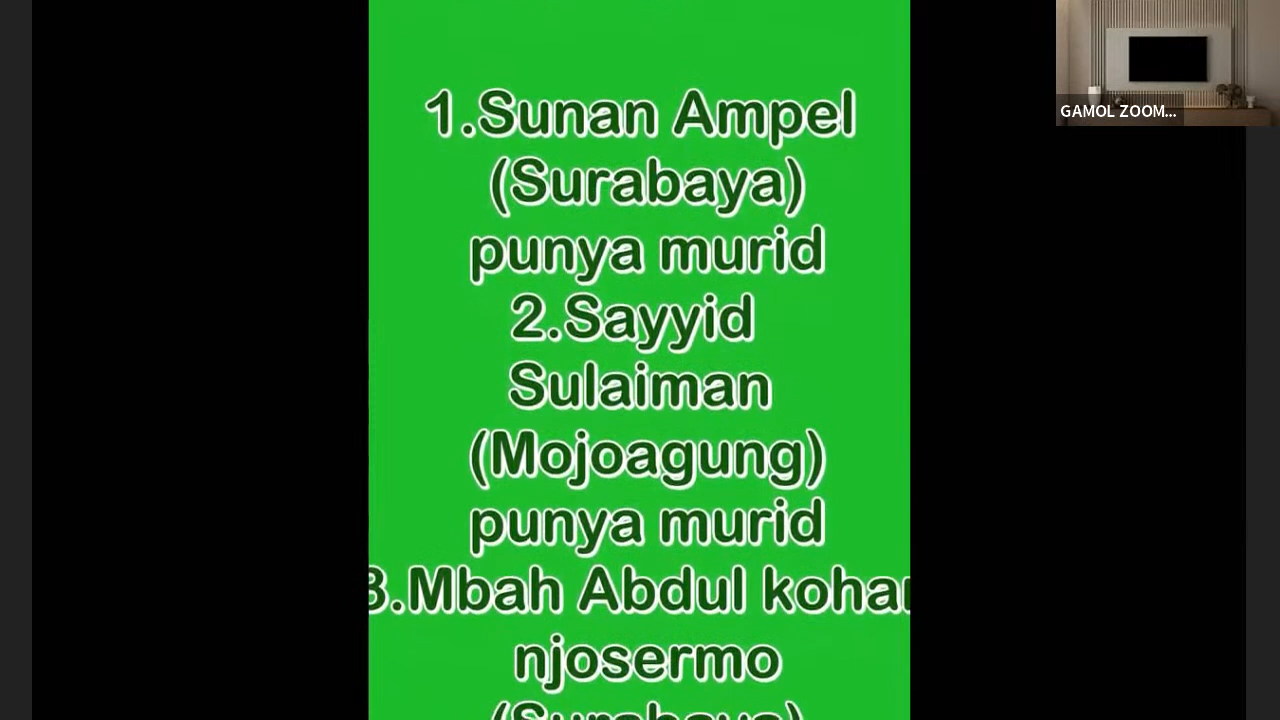 1.Sunan Ampel
(Surabaya)
punya murid
2.Sayyid
Sulaiman
(Mojoagung)
punya murid
3.Mbah Abdul kohar
njosermo
(Surabaya)
GAMOL ZOOM...